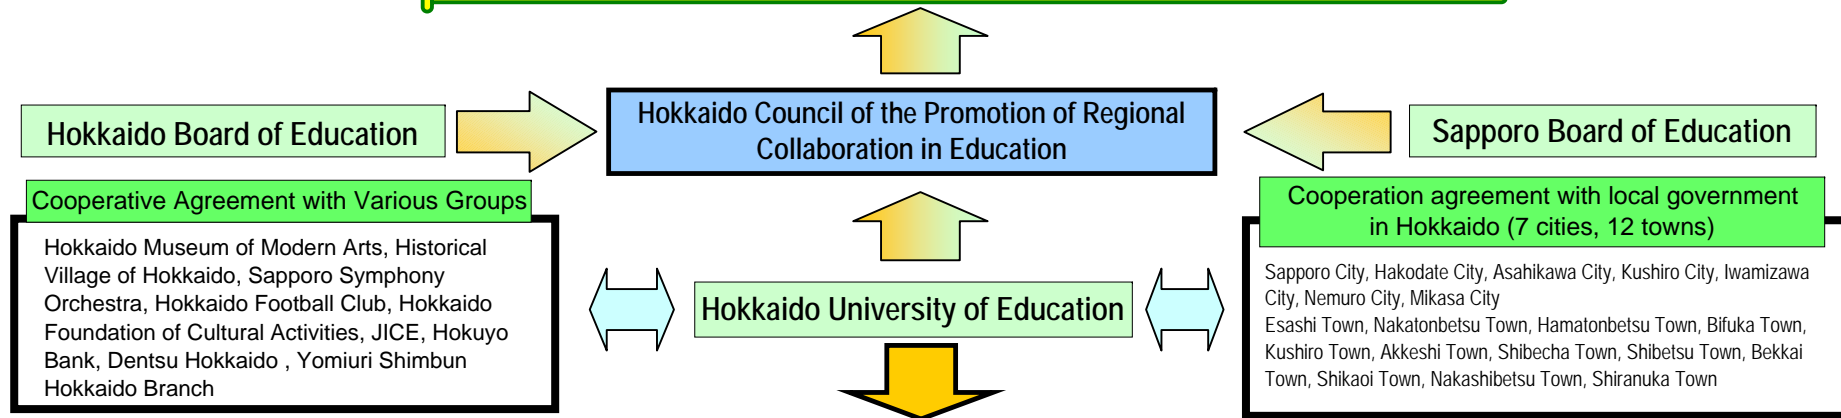 Hokkaido Council of the Promotion of Regional
Collaboration in Education
Hokkaido Board of Education
Sapporo Board of Education
Cooperative Agreement with Various Groups
Hokkaido Museum of Modern Arts, Historical
Village of Hokkaido, Sapporo Symphony
Orchestra, Hokkaido Football Club, Hokkaido
Foundation of Cultural Activities, JICE, Hokuyo
Bank, Dentsu Hokkaido , Yomiuri Shimbun
Hokkaido Branch
Hokkaido University of Education
Cooperation agreement with local government
in Hokkaido (7 cities, 12 towns)
Sapporo City, Hakodate City, Asahikawa City, Kushiro City, Iwamizawa
City, Nemuro City, Mikasa City
Esashi Town, Nakatonbetsu Town, Hamatonbetsu Town, Bifuka Town,
Kushiro Town, Akkeshi Town, Shibecha Town, Shibetsu Town, Bekkai
Town, Shikaoi Town, Nakashibetsu Town, Shiranuka Town